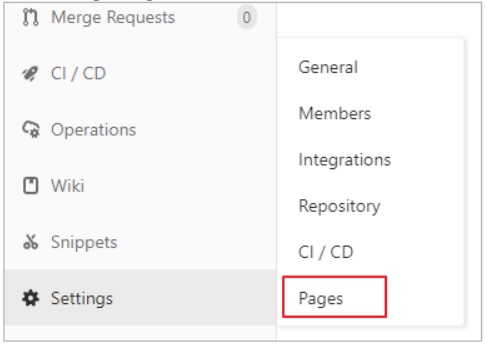 Merge Requests 0
CI / CD
Operations
Wiki
Snippets
Settings
General
Members
Integrations
Repository
CI / CD
Pages